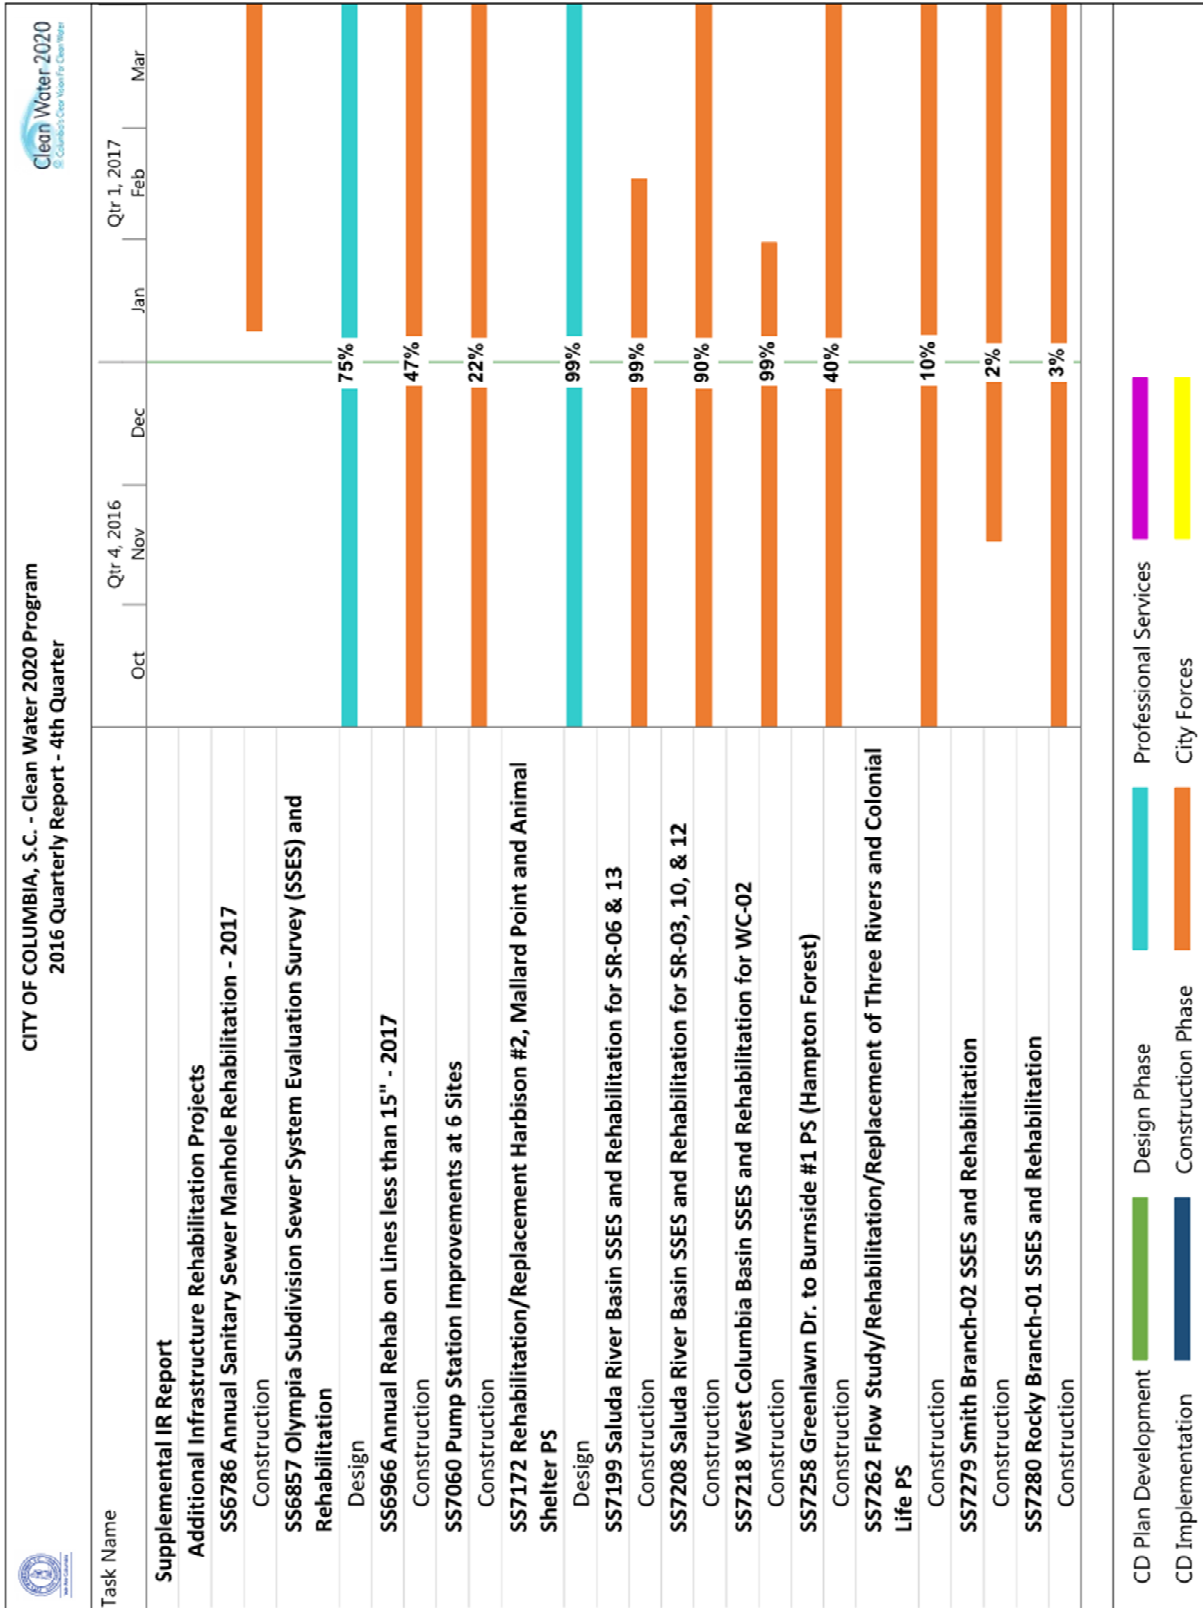 CITY OF COLUMBIA, S.C. - Clean Water 2020 Program
2016 Quarterly Report - 4th Quarter
Clean Water 2020
Columbia's Clear Vision For Clean Water
Task Name
Qtr 4, 2016
Qtr 1, 2017
Oct
Nov
Dec
Jan
Feb
Mar
Supplemental IR Report
Additional Infrastructure Rehabilitation Projects
SS6786 Annual Sanitary Sewer Manhole Rehabilitation - 2017
Construction
SS6857 Olympia Subdivision Sewer System Evaluation Survey (SSES) and
Rehabilitation
Design
75%
SS6966 Annual Rehab on Lines less than 15" - 2017
Construction
47%
SS7060 Pump Station Improvements at 6 Sites
Construction
22%
SS7172 Rehabilitation/Replacement Harbison #2, Mallard Point and Animal
Shelter PS
Design
99%
SS7199 Saluda River Basin SSES and Rehabilitation for SR-06 & 13
Construction
99%
SS7208 Saluda River Basin SSES and Rehabilitation for SR-03, 10, & 12
Construction
90%
SS7218 West Columbia Basin SSES and Rehabilitation for WC-02
Construction
99%
SS7258 Greenlawn Dr. to Burnside #1 PS (Hampton Forest)
Construction
40%
SS7262 Flow Study/Rehabilitation/Replacement of Three Rivers and Colonial
Life PS
Construction
10%
SS7279 Smith Branch-02 SSES and Rehabilitation
Construction
2%
SS7280 Rocky Branch-01 SSES and Rehabilitation
Construction
3%
CD Plan Development
Design Phase
Professional Services
CD Implementation
Construction Phase
City Forces